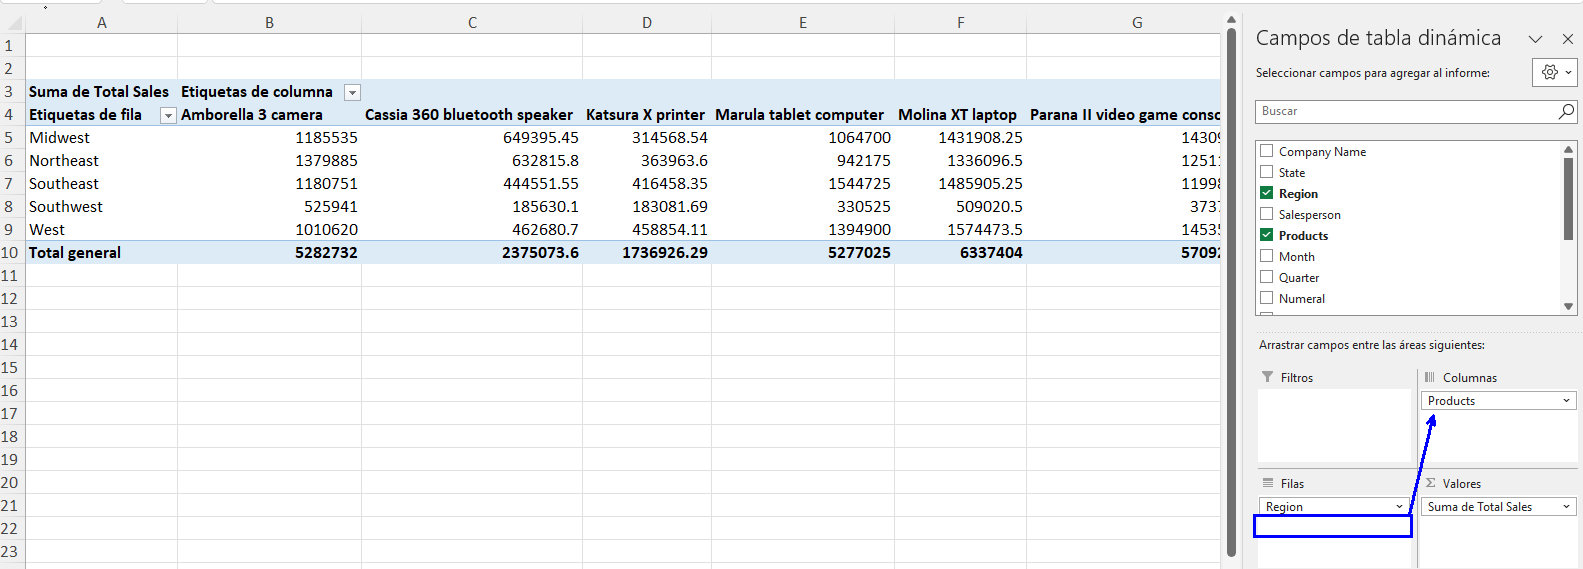 A B C D E F G
1
2
3 Suma de Total Sales Etiquetas de columna
4 Etiquetas de fila Amborella 3 camera Cassia 360 bluetooth speaker Katsura X printer Marula tablet computer Molina XT laptop Parana II video game conso
5 Midwest 1185535 649395.45 314568.54 1064700 1431908.25 1430
6 Northeast 1379885 632815.8 363963.6 942175 1336096.5 1251
7 Southeast 1180751 444551.55 416458.35 1544725 1485905.25 1199
8 Southwest 525941 185630.1 183081.69 330525 509020.5 373
9 West 1010620 462680.7 458854.11 1394900 1574473.5 1453
10 Total general 5282732 2375073.6 1736926.29 5277025 6337404 5709
11
12
13
14
15
16
17
18
19
20
21
22
23
Campos de tabla dinámica
Seleccionar campos para agregar al informe:
Buscar
Company Name
State
Region
Salesperson
Products
Month
Quarter
Numeral
Arrastrar campos entre las áreas siguientes:
Filtros
Columnas
Products
Filas
Region
Σ Valores
Suma de Total Sales